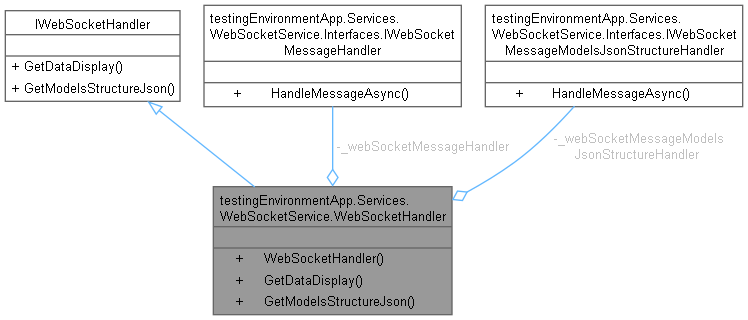 IWebSocketHandler
+ GetDataDisplay()
+ GetModelsStructureJson()
testingEnvironmentApp.Services.
WebSocketService.Interfaces.IWebSocket
MessageHandler
+ HandleMessageAsync()
testingEnvironmentApp.Services.
WebSocketService.Interfaces.IWebSocket
MessageModelsJsonStructureHandler
+ HandleMessageAsync()
-_webSocketMessageHandler
-_webSocketMessageModels
JsonStructureHandler
testingEnvironmentApp.Services.
WebSocketService.WebSocketHandler
+ WebSocketHandler()
+ GetDataDisplay()
+ GetModelsStructureJson()